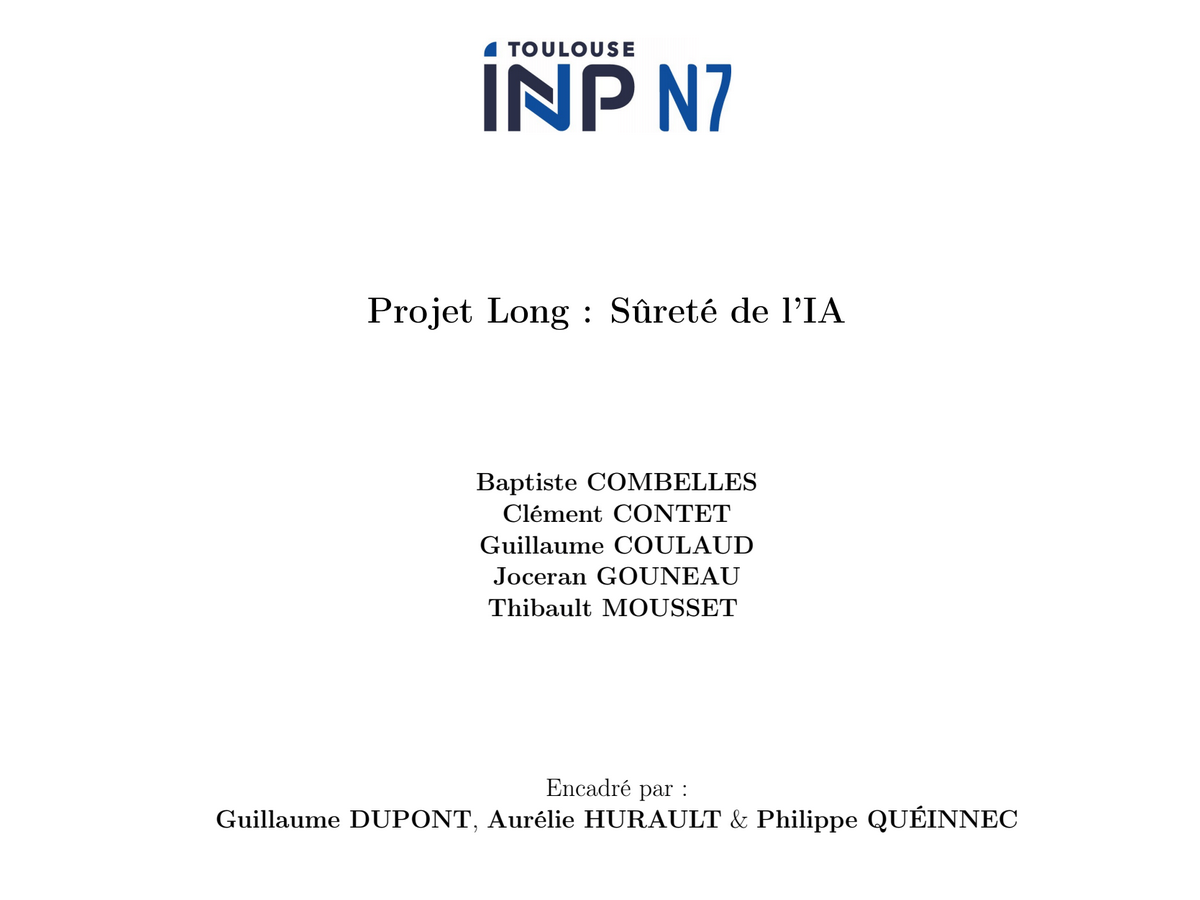 TOULOUSE
INP N7
Projet Long : Sûreté de l'IA
Baptiste COMBELLES
Clément CONTET
Guillaume COULAUD
Joceran GOUNEAU
Thibault MOUSSET
Encadré par :
Guillaume DUPONT, Aurélie HURAULT & Philippe QUÉINNEC